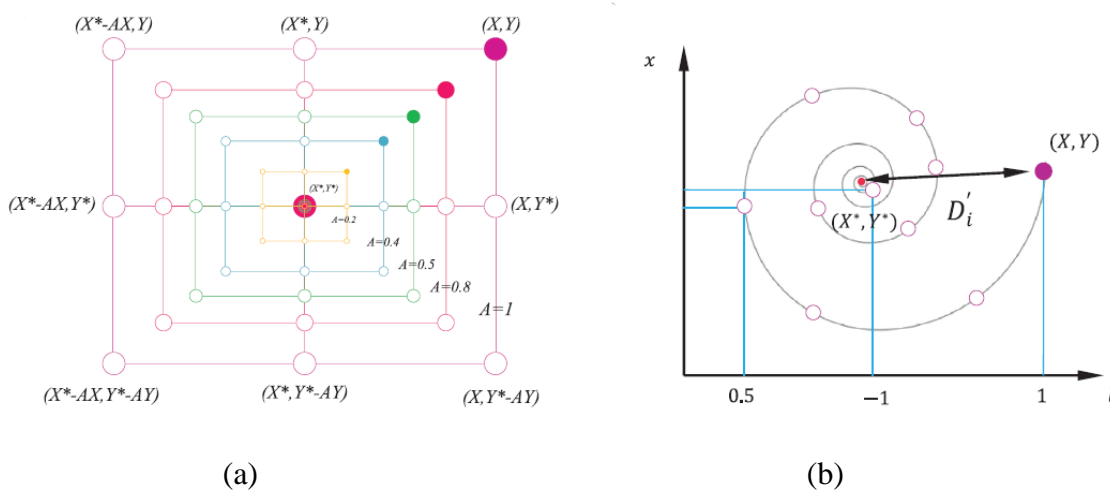 (X*-AX,Y)
(X*,Y)
(X,Y)
(X*-AX,Y*)
(X*,Y*)
(X,Y*)
A=0.2
A=0.4
A=0.5
A=0.8
A=1
(X*-AX,Y*-AY)
(X*,Y*-AY)
(X,Y*-AY)
(a)
x
(X,Y)
(X*,Y*)
D'i
0.5
−1
1
(b)